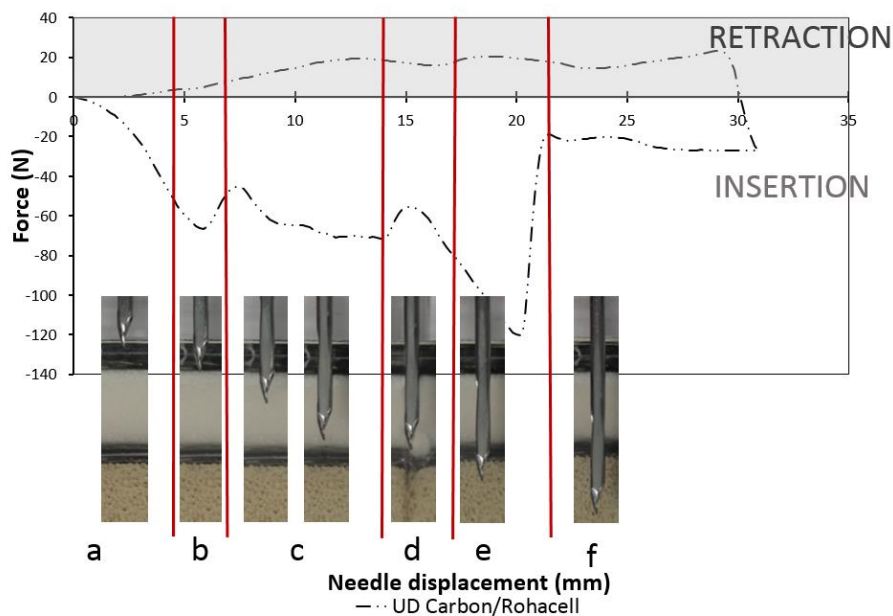 40
20
0
-20
-40
-60
-80
-100
-120
-140
Force (N)
0 5 10 15 20 25 30 35
RETRACTION
INSERTION
a b c d e f
Needle displacement (mm)
UD Carbon/Rohacell